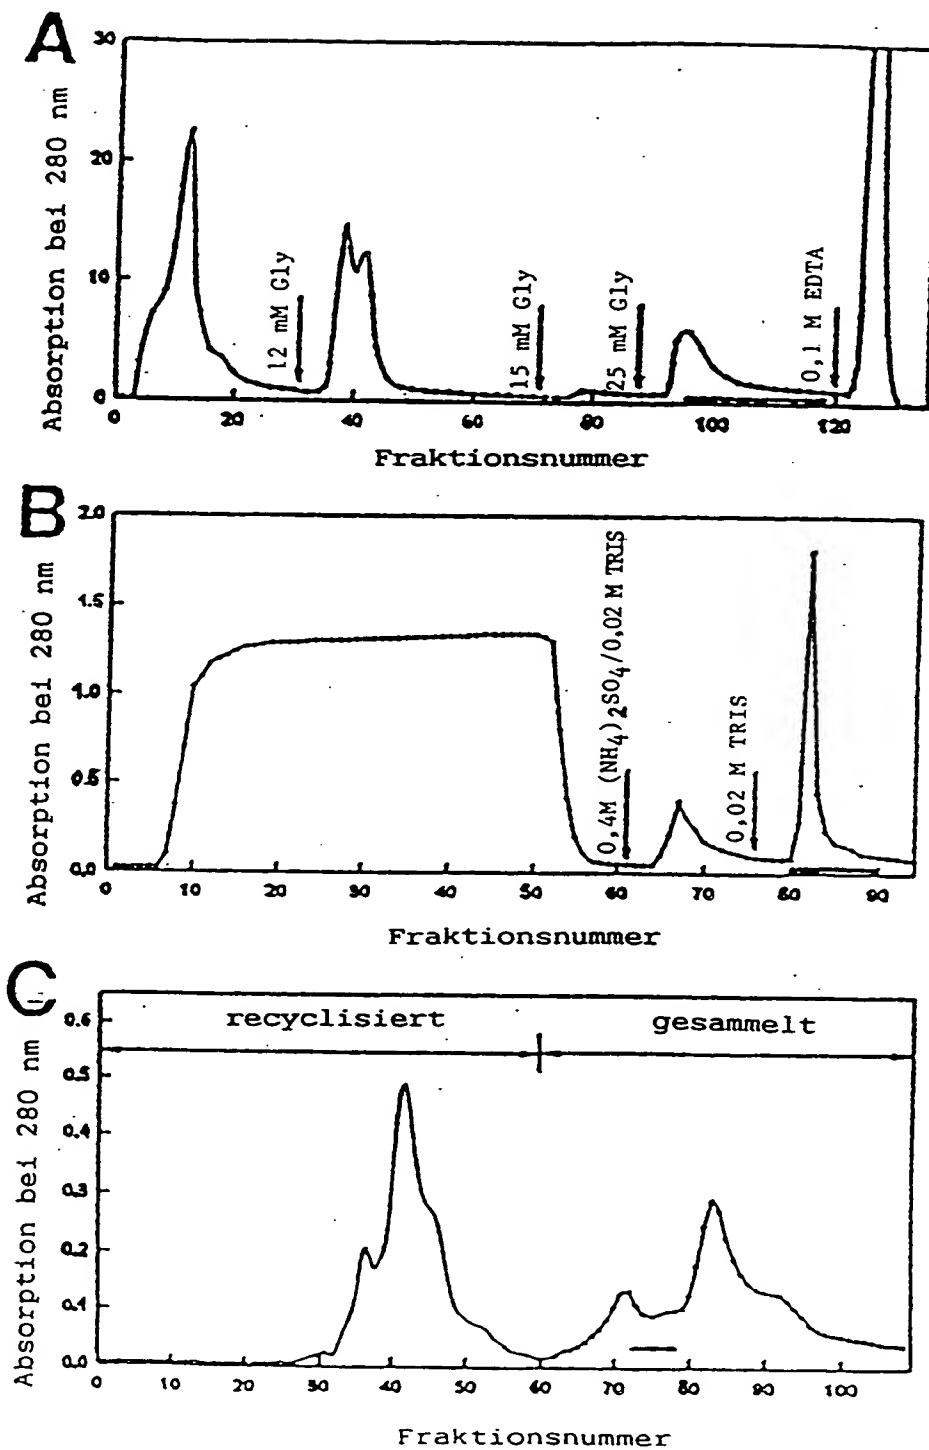 A
Absorption bei 280 nm
30
20
10
0
12 mM Gly
15 mM Gly
25 mM Gly
0,1 M EDTA
0 20 40 60 80 100 120
Fraktionsnummer
B
Absorption bei 280 nm
2.0
1.5
1.0
0.5
0.0
0,4M (NH4)2SO4/0,02 M TRIS
0,02 M TRIS
0 10 20 30 40 50 60 70 80 90
Fraktionsnummer
C
Absorption bei 280 nm
recyclisiert
gesammelt
0.6
0.5
0.4
0.3
0.2
0.1
0.0
0 10 20 30 40 50 60 70 80 90 100
Fraktionsnummer